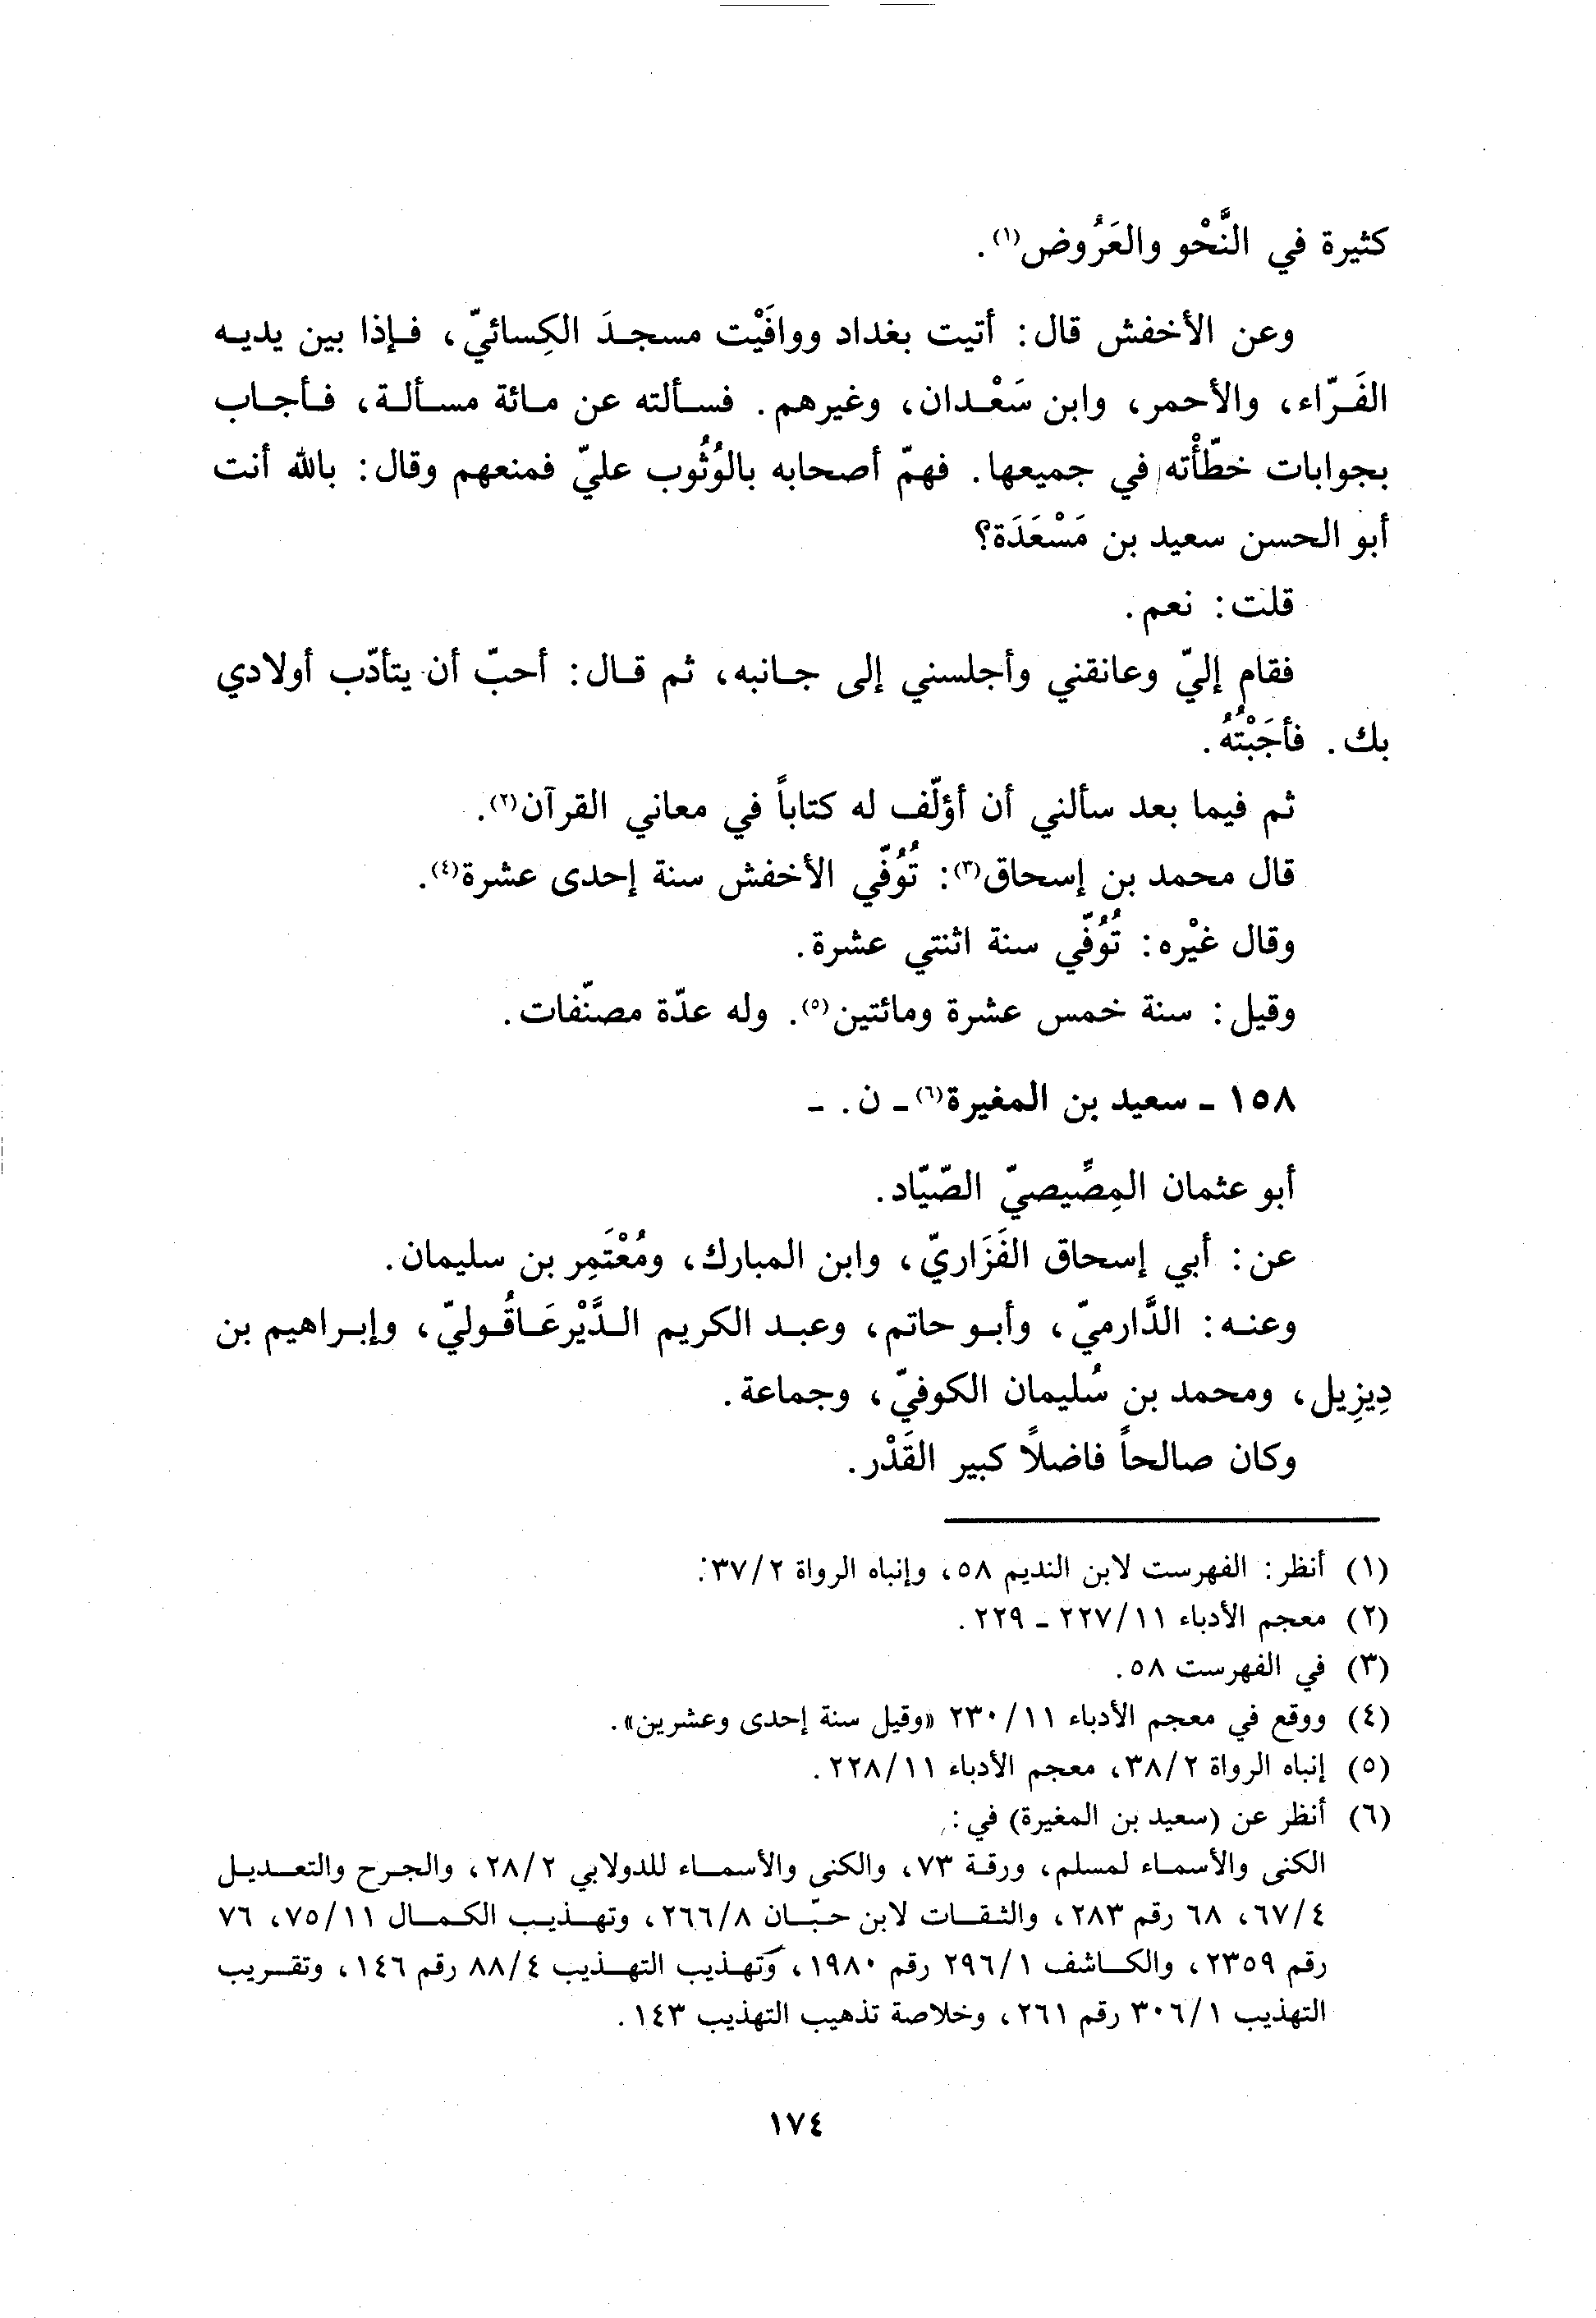 كثيرة في النَّحْو والعَرُوض(١).
وعن الأخفش قال: أتيت بغداد ووافَيْت مسجدَ الكِسائيّ، فإذا بين يديه
الفَرّاء، والأحمر، وابن سَعْدان، وغيرهم. فسألته عن مائة مسألة، فأجاب
بجوابات خطّأْته في جميعها. فهمّ أصحابه بالوُثُوب عليّ فمنعهم وقال: بالله أنت
أبو الحسن سعيد بن مَسْعَدَة؟
قلت: نعم.
فقام إليّ وعانقني وأجلسني إلى جانبه، ثم قال: أحبّ أن يتأدّب أولادي
بك. فأجَبْتُهُ.
ثم فيما بعد سألني أن أؤلّف له كتاباً في معاني القرآن(٢).
قال محمد بن إسحاق(٣): تُوُفّي الأخفش سنة إحدى عشرة(٤).
وقال غيْره: تُوُفّي سنة اثنتي عشرة.
وقيل: سنة خمس عشرة ومائتين(٥). وله عدّة مصنّفات.
١٥٨ ـ سعيد بن المغيرة(٦) ـ ن. ـ
أبو عثمان المِصِّيصيّ الصّيّاد.
عن: أبي إسحاق الفَزَاريّ، وابن المبارك، ومُعْتَمِر بن سليمان.
وعنه: الدَّارميّ، وأبو حاتم، وعبد الكريم الدَّيْرعَاقُوليّ، وإبراهيم بن
دِيزِيل، ومحمد بن سُليمان الكوفيّ، وجماعة.
وكان صالحاً فاضلاً كبير القَدْر.
(١) أنظر: الفهرست لابن النديم ٥٨، وإنباه الرواة ٣٧/٢.
(٢) معجم الأدباء ٢٢٧/١١ ـ ٢٢٩.
(٣) في الفهرست ٥٨.
(٤) ووقع في معجم الأدباء ٢٣٠/١١ «وقيل سنة إحدى وعشرين».
(٥) إنباه الرواة ٣٨/٢، معجم الأدباء ٢٢٨/١١.
(٦) أنظر عن (سعيد بن المغيرة) في:
الكنى والأسماء لمسلم، ورقة ٧٣، والكنى والأسماء للدولابي ٢٨/٢، والجرح والتعديل
٦٧/٤، ٦٨ رقم ٢٨٣، والثقات لابن حبّان ٢٦٦/٨، وتهذيب الكمال ٧٥/١١، ٧٦
رقم ٢٣٥٩، والكاشف ٢٩٦/١ رقم ١٩٨٠، وتهذيب التهذيب ٨٨/٤ رقم ١٤٦، وتقريب
التهذيب ٣٠٦/١ رقم ٢٦١، وخلاصة تذهيب التهذيب ١٤٣.
١٧٤